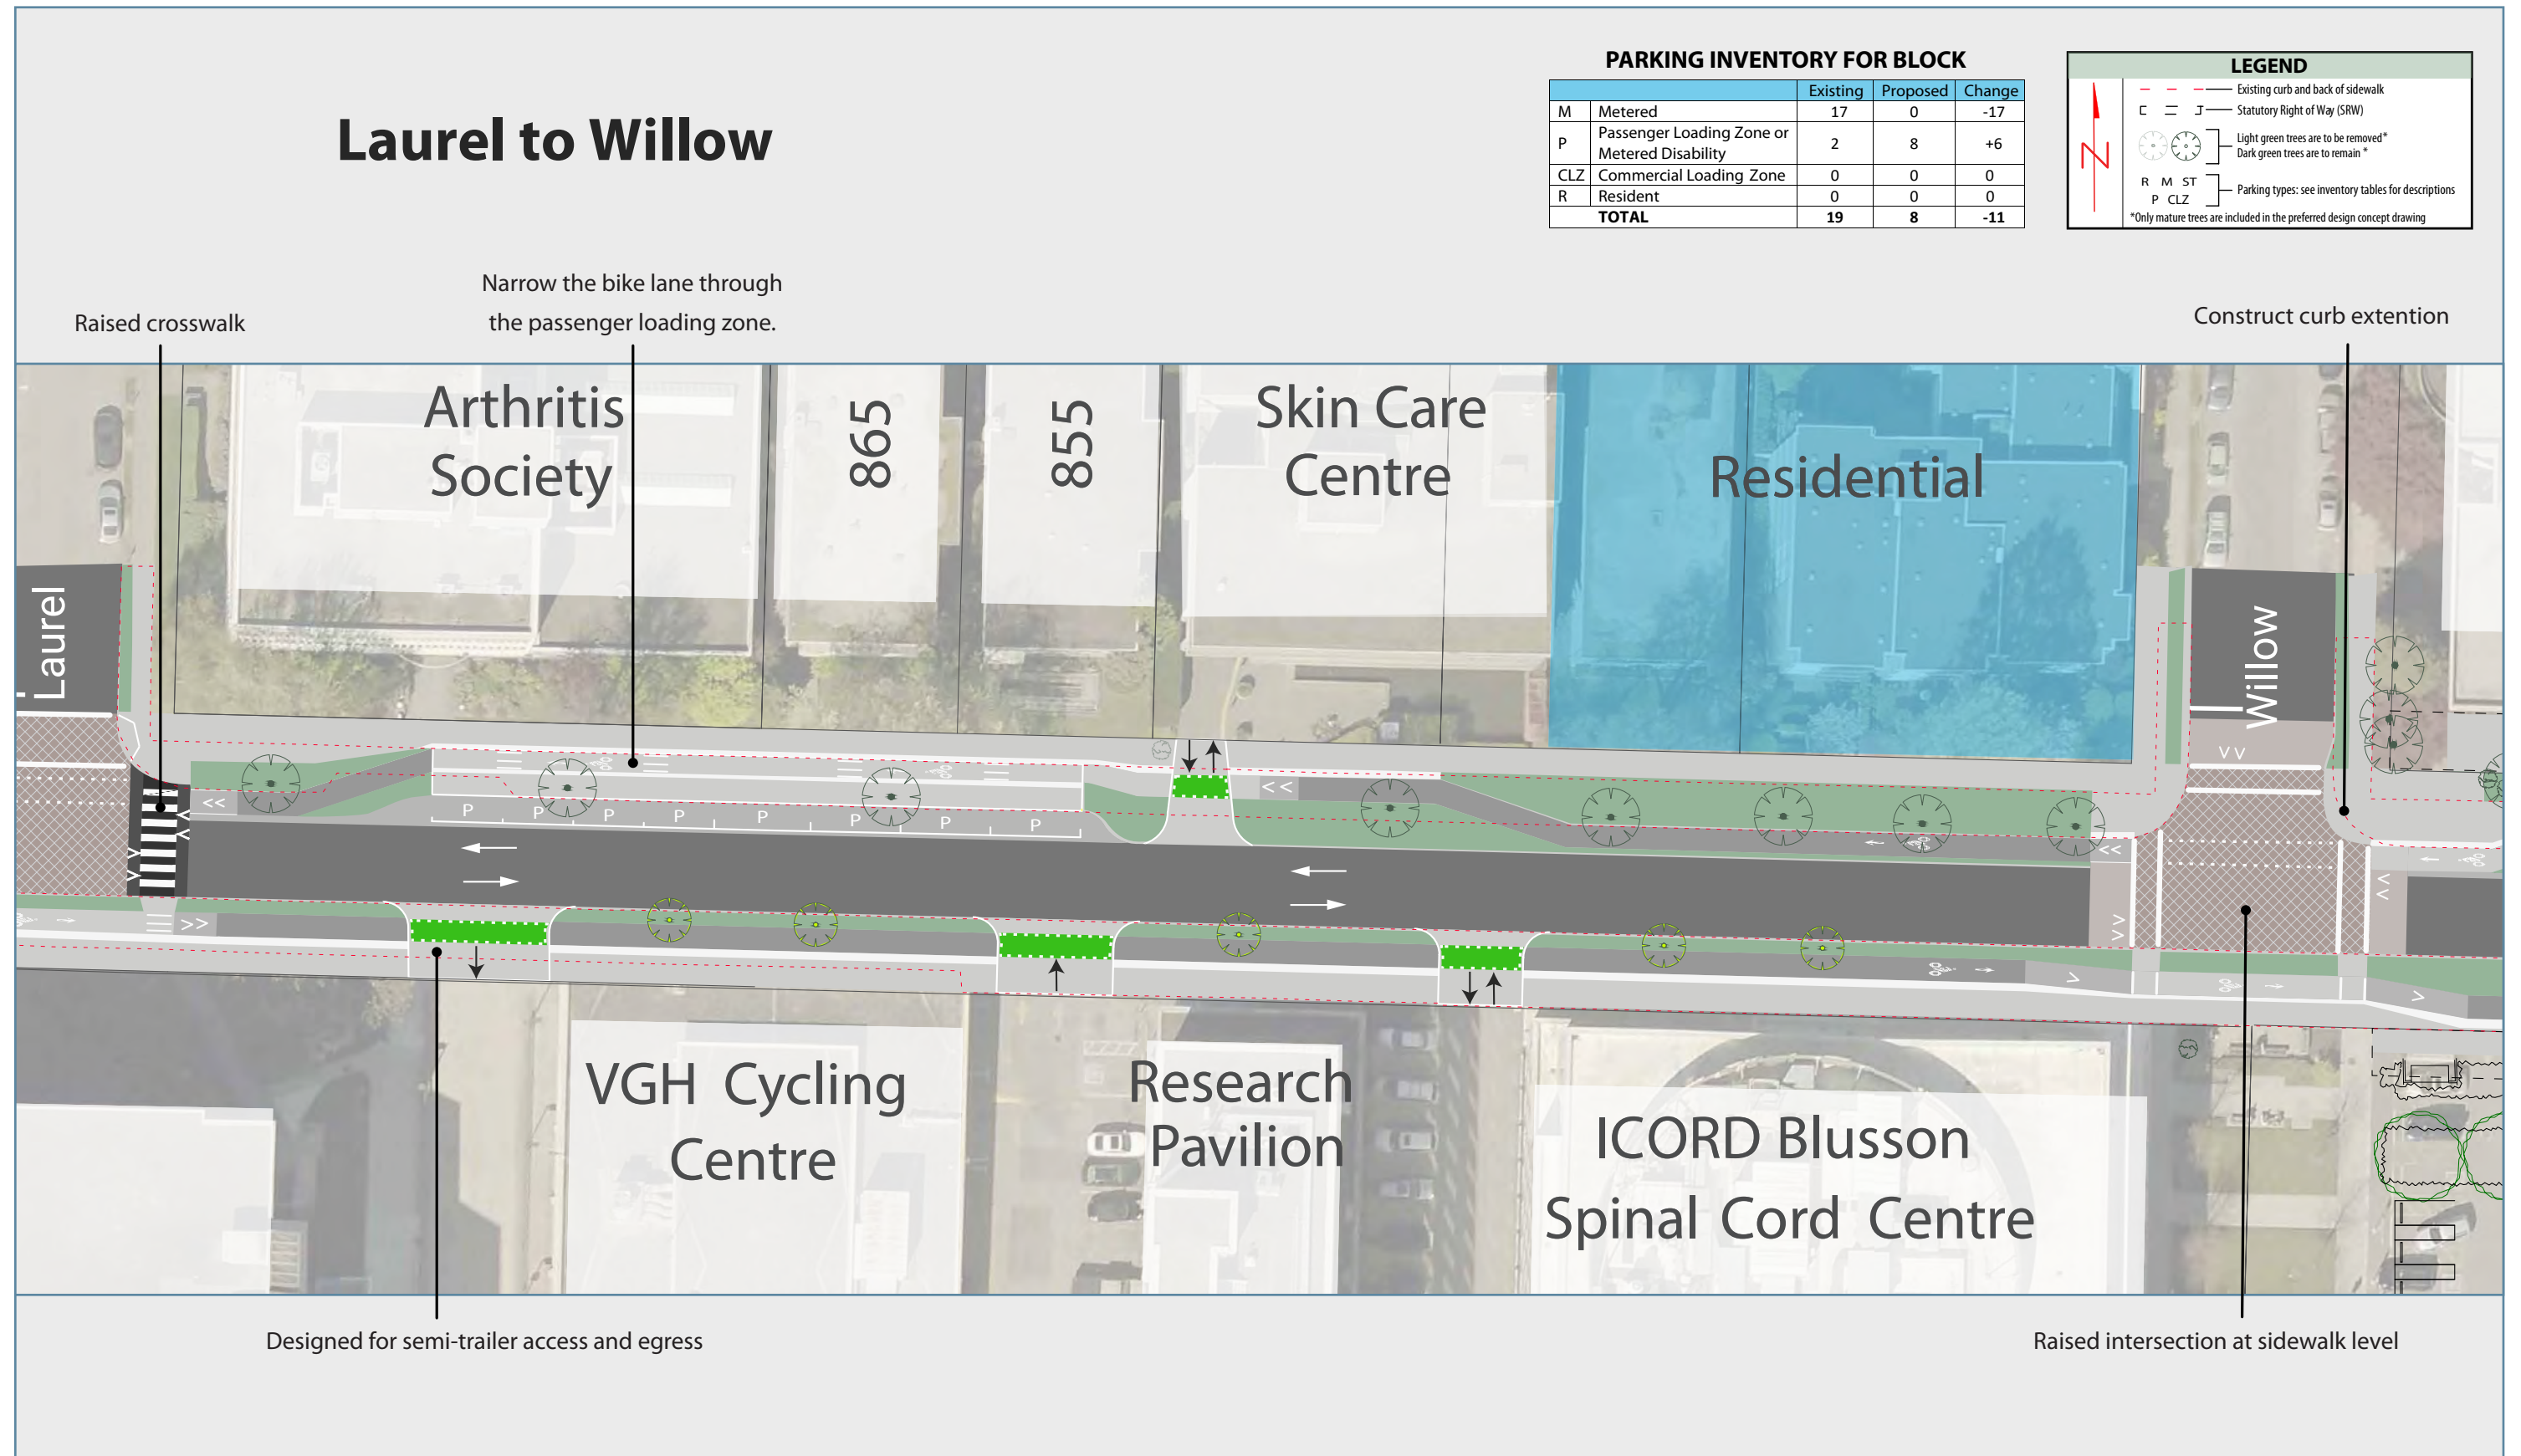 Laurel to Willow
PARKING INVENTORY FOR BLOCK
Existing Proposed Change
M Metered 17 0 -17
P Passenger Loading Zone or
Metered Disability 2 8 +6
CLZ Commercial Loading Zone 0 0 0
R Resident 0 0 0
TOTAL 19 8 -11
LEGEND
Existing curb and back of sidewalk
Statutory Right of Way (SRW)
Light green trees are to be removed*
Dark green trees are to remain *
R M ST
P CLZ
Parking types: see inventory tables for descriptions
*Only mature trees are included in the preferred design concept drawing
N
Raised crosswalk
Narrow the bike lane through
the passenger loading zone.
Construct curb extention
Arthritis
Society
865
855
Skin Care
Centre
Residential
Laurel
Willow
P P P P P P P P
VGH Cycling
Centre
Research
Pavilion
ICORD Blusson
Spinal Cord Centre
Designed for semi-trailer access and egress
Raised intersection at sidewalk level